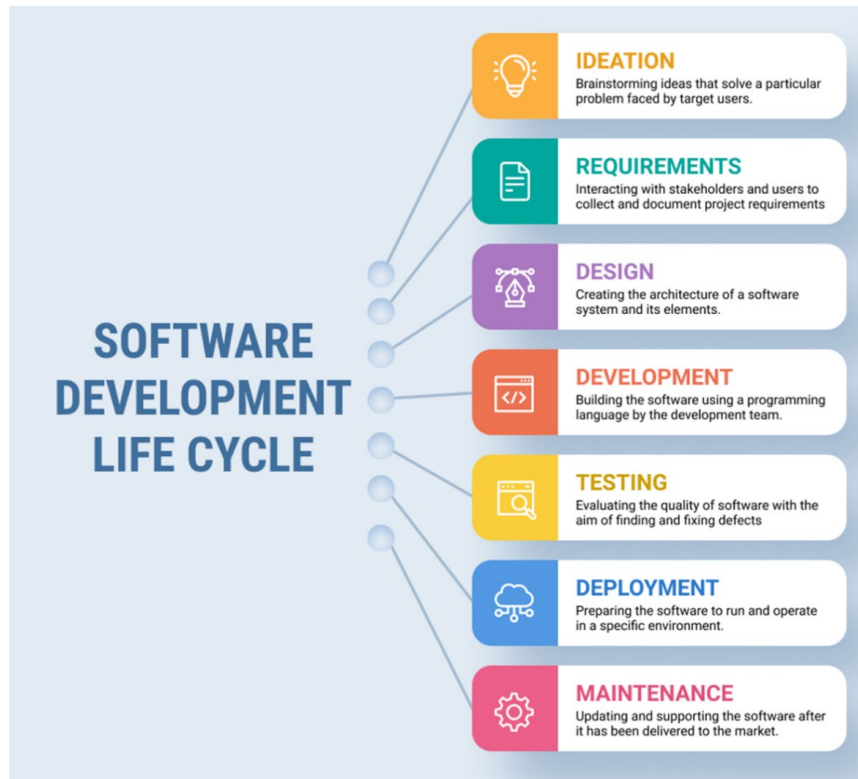 SOFTWARE
DEVELOPMENT
LIFE CYCLE
IDEATION
Brainstorming ideas that solve a particular
problem faced by target users.
REQUIREMENTS
Interacting with stakeholders and users to
collect and document project requirements
DESIGN
Creating the architecture of a software
system and its elements.
DEVELOPMENT
Building the software using a programming
language by the development team.
TESTING
Evaluating the quality of software with the
aim of finding and fixing defects
DEPLOYMENT
Preparing the software to run and operate
in a specific environment.
MAINTENANCE
Updating and supporting the software after
it has been delivered to the market.